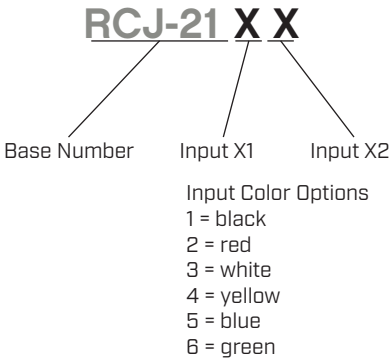 RCJ-21 X X
Base Number Input X1 Input X2
Input Color Options
1 = black
2 = red
3 = white
4 = yellow
5 = blue
6 = green